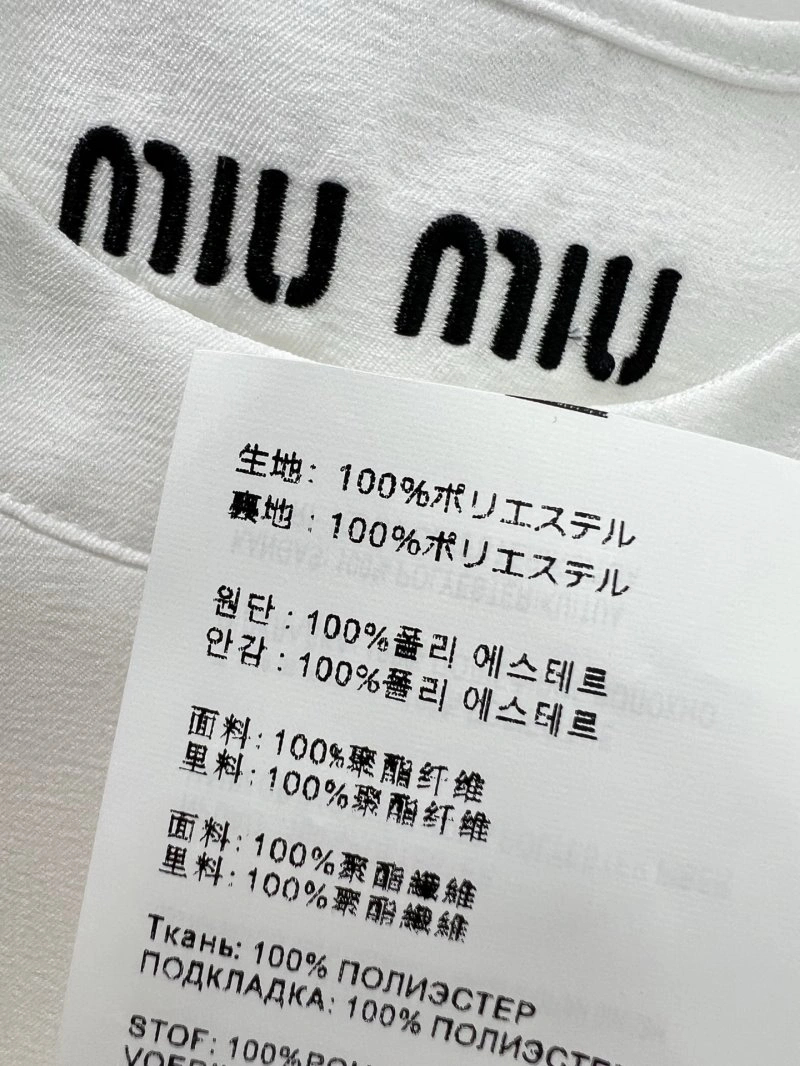 MIU MIU
生地: 100%ポリエステル
裏地: 100%ポリエステル
원단: 100%폴리 에스테르
안감: 100%폴리 에스테르
面料: 100%聚酯纤维
里料: 100%聚酯纤维
面料: 100%聚酯纖維
里料: 100%聚酯纖維
Ткань: 100% ПОЛИЭСТЕР
ПОДКЛАДКА: 100% ПОЛИЭСТЕР
STOF: 100%